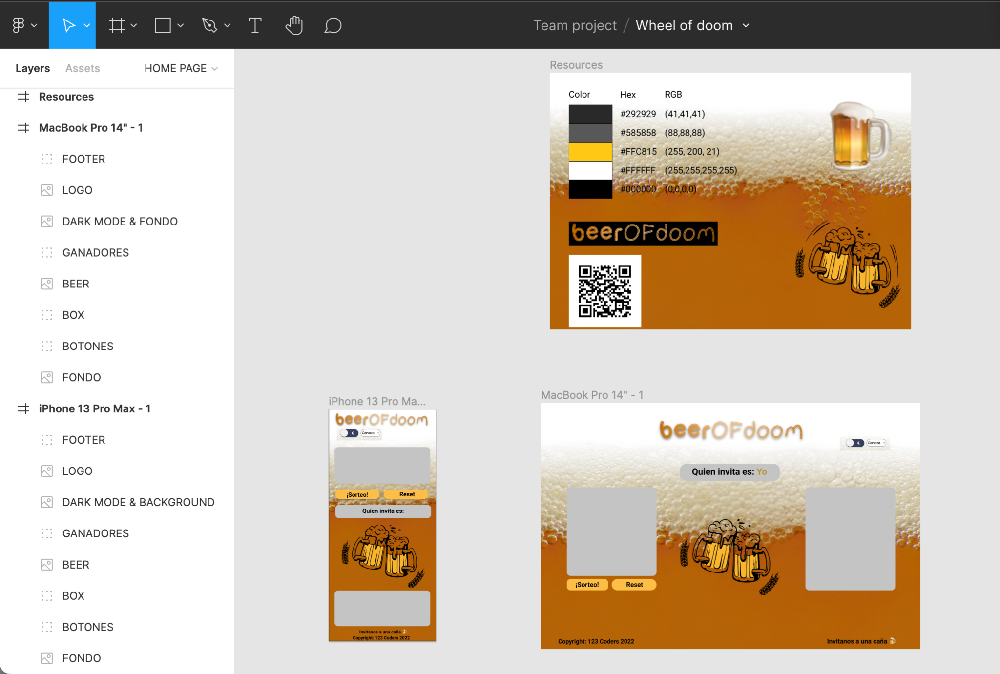 Team project / Wheel of doom
Layers
Assets
HOME PAGE
Resources
MacBook Pro 14" - 1
FOOTER
LOGO
DARK MODE & FONDO
GANADORES
BEER
BOX
BOTONES
FONDO
iPhone 13 Pro Max - 1
FOOTER
LOGO
DARK MODE & BACKGROUND
GANADORES
BEER
BOX
BOTONES
FONDO
Resources
Color Hex RGB
#292929 (41,41,41)
#585858 (88,88,88)
#FFC815 (255, 200, 21)
#FFFFFF (255,255,255,255)
#000000 (0,0,0,0)
beerOFdoom
iPhone 13 Pro Ma...
beerOFdoom
Cerveza
¡Sorteo! Reset
Quien invita es:
Invitanos a una caña
Copyright: 123 Coders 2022
MacBook Pro 14" - 1
beerOFdoom
Cerveza
Quien invita es: Yo
¡Sorteo! Reset
Copyright: 123 Coders 2022
Invitanos a una caña